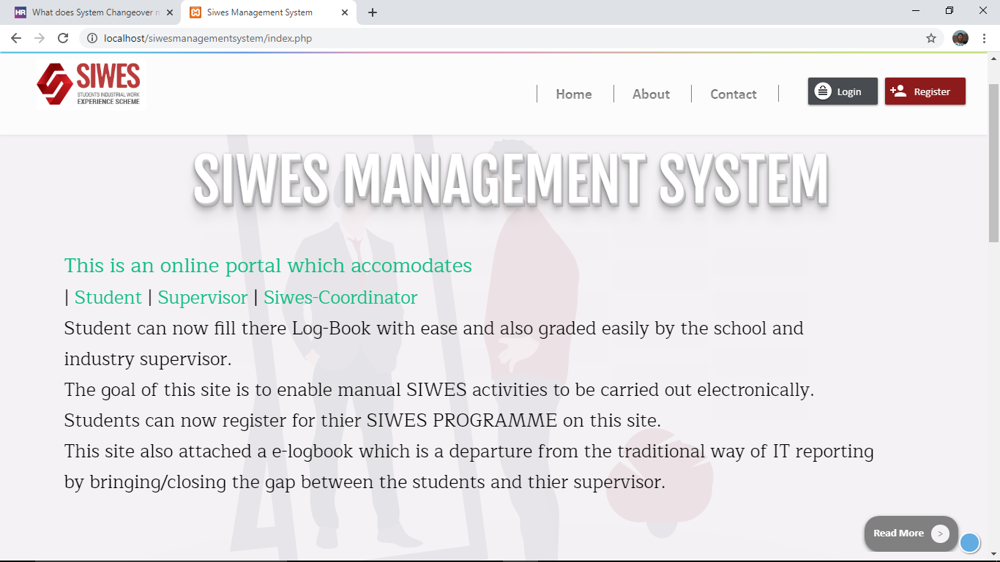 What does System Changeover m
Siwes Management System
localhost/siwesmanagementsystem/index.php
SIWES
STUDENTS INDUSTRIAL WORK
EXPERIENCE SCHEME
Home
About
Contact
Login
Register
SIWES MANAGEMENT SYSTEM
This is an online portal which accomodates
| Student | Supervisor | Siwes-Coordinator
Student can now fill there Log-Book with ease and also graded easily by the school and
industry supervisor.
The goal of this site is to enable manual SIWES activities to be carried out electronically.
Students can now register for thier SIWES PROGRAMME on this site.
This site also attached a e-logbook which is a departure from the traditional way of IT reporting
by bringing/closing the gap between the students and thier supervisor.
Read More >